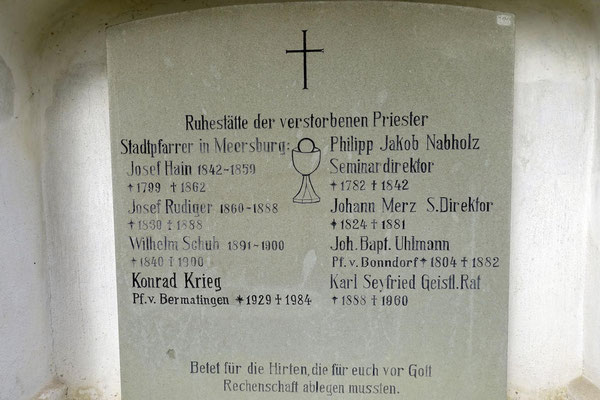 Ruhestätte der verstorbenen Priester
Stadtpfarrer in Meersburg:
Josef Hain 1842-1859
* 1799 † 1862
Josef Rudiger 1860-1888
† 1888
Wilhelm Schuh 1891-1900
* 1840 † 1900
Konrad Krieg
Pf. v. Bermatingen * 1929 † 1984
Philipp Jakob Nabholz
Seminardirektor
* 1782 † 1842
Johann Merz S. Direktor
* 1824 † 1881
Joh. Bapt. Uhlmann
Pf. v. Bonndorf * 1804 † 1882
Karl Seyfried Geistl. Rat
* 1888 † 1960
Betet für die Hirten, die für euch vor Gott
Rechenschaft ablegen mussten.